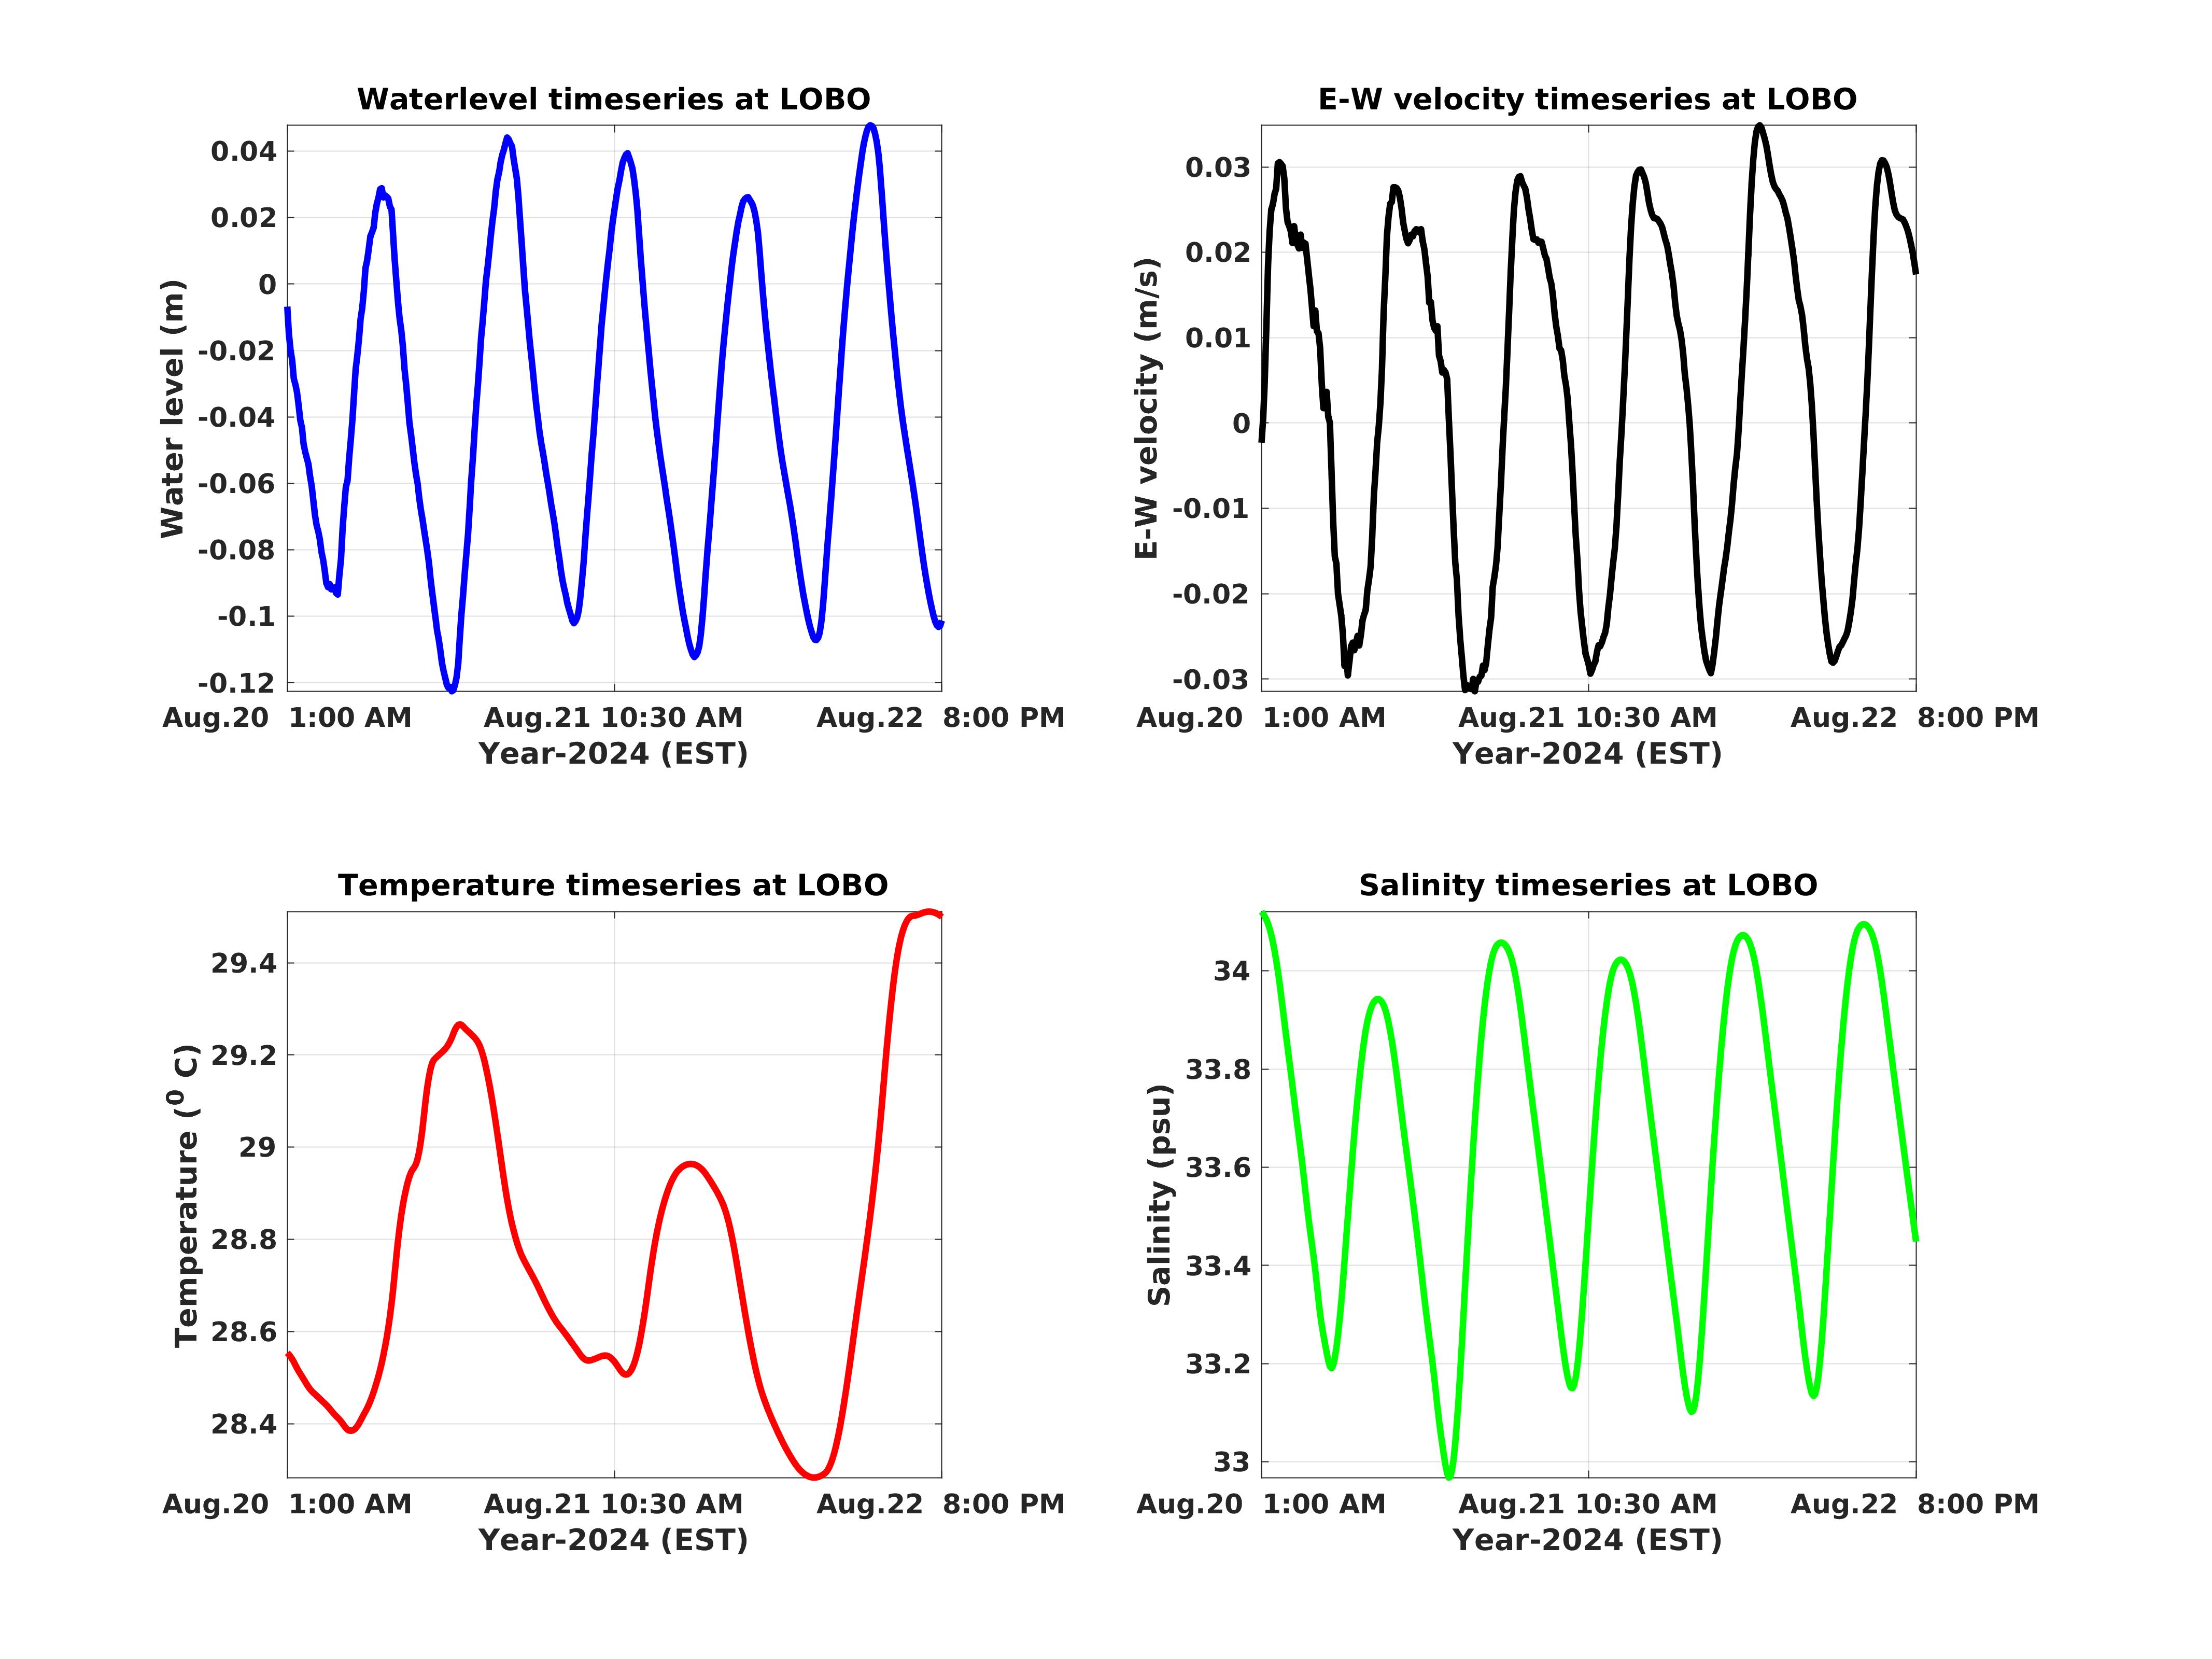 Waterlevel timeseries at LOBO
0.04
0.02
0
-0.02
-0.04
-0.06
-0.08
-0.1
-0.12
Water level (m)
Aug.20 1:00 AM
Aug.21 10:30 AM
Aug.22 8:00 PM
Year-2024 (EST)
E-W velocity timeseries at LOBO
0.03
0.02
0.01
0
-0.01
-0.02
-0.03
E-W velocity (m/s)
Aug.20 1:00 AM
Aug.21 10:30 AM
Aug.22 8:00 PM
Year-2024 (EST)
Temperature timeseries at LOBO
29.4
29.2
29
28.8
28.6
28.4
Temperature (⁰ C)
Aug.20 1:00 AM
Aug.21 10:30 AM
Aug.22 8:00 PM
Year-2024 (EST)
Salinity timeseries at LOBO
34
33.8
33.6
33.4
33.2
33
Salinity (psu)
Aug.20 1:00 AM
Aug.21 10:30 AM
Aug.22 8:00 PM
Year-2024 (EST)